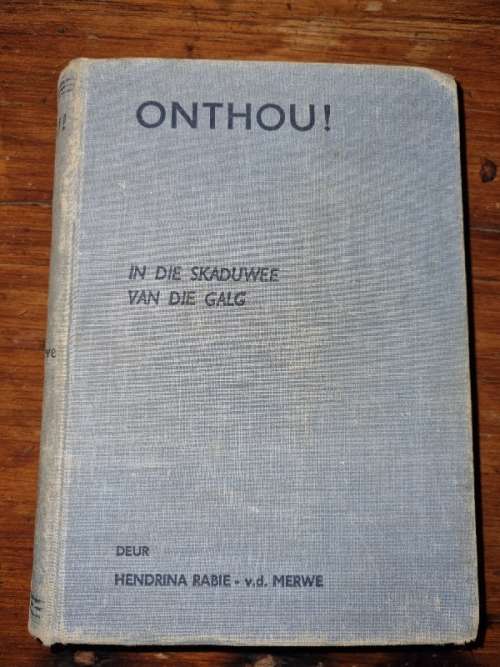 ONTHOU!
IN DIE SKADUWEE
VAN DIE GALG
DEUR
HENDRINA RABIE - v.d. MERWE